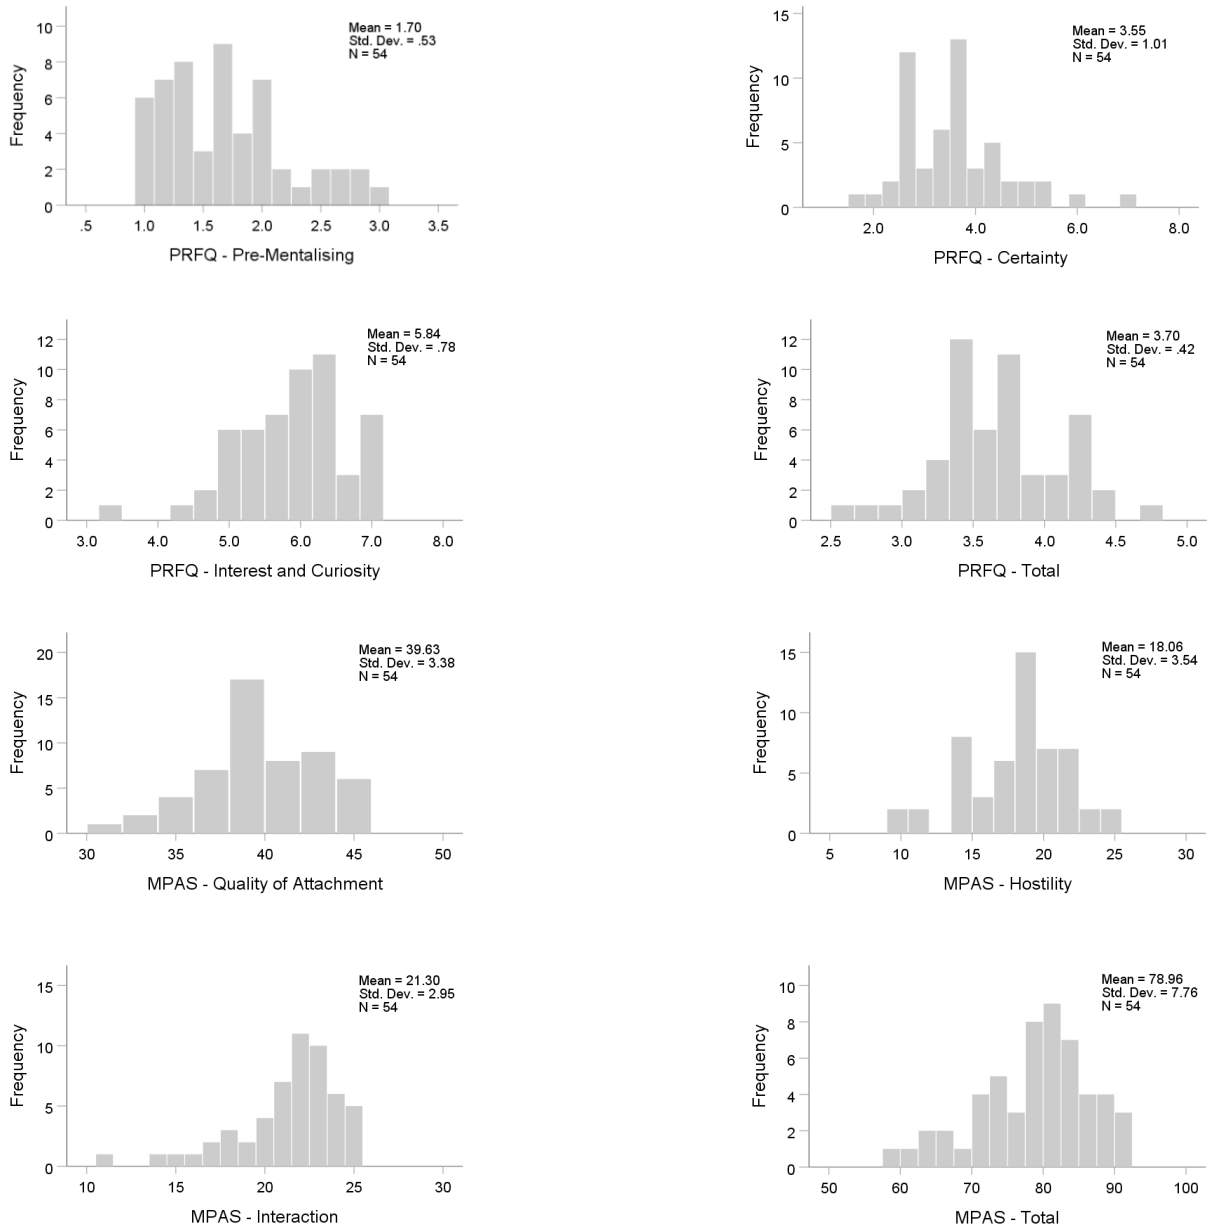 Mean = 1.70
Std. Dev. = .53
N = 54
10
8
6
4
2
0
Frequency
.5 1.0 1.5 2.0 2.5 3.0 3.5
PRFQ - Pre-Mentalising
Mean = 3.55
Std. Dev. = 1.01
N = 54
15
10
5
0
Frequency
2.0 4.0 6.0 8.0
PRFQ - Certainty
Mean = 5.84
Std. Dev. = .78
N = 54
12
10
8
6
4
2
0
Frequency
3.0 4.0 5.0 6.0 7.0 8.0
PRFQ - Interest and Curiosity
Mean = 3.70
Std. Dev. = .42
N = 54
12
10
8
6
4
2
0
Frequency
2.5 3.0 3.5 4.0 4.5 5.0
PRFQ - Total
Mean = 39.63
Std. Dev. = 3.38
N = 54
20
15
10
5
0
Frequency
30 35 40 45 50
MPAS - Quality of Attachment
Mean = 18.06
Std. Dev. = 3.54
N = 54
15
10
5
0
Frequency
5 10 15 20 25 30
MPAS - Hostility
Mean = 21.30
Std. Dev. = 2.95
N = 54
15
10
5
0
Frequency
10 15 20 25 30
MPAS - Interaction
Mean = 78.96
Std. Dev. = 7.76
N = 54
10
8
6
4
2
0
Frequency
50 60 70 80 90 100
MPAS - Total